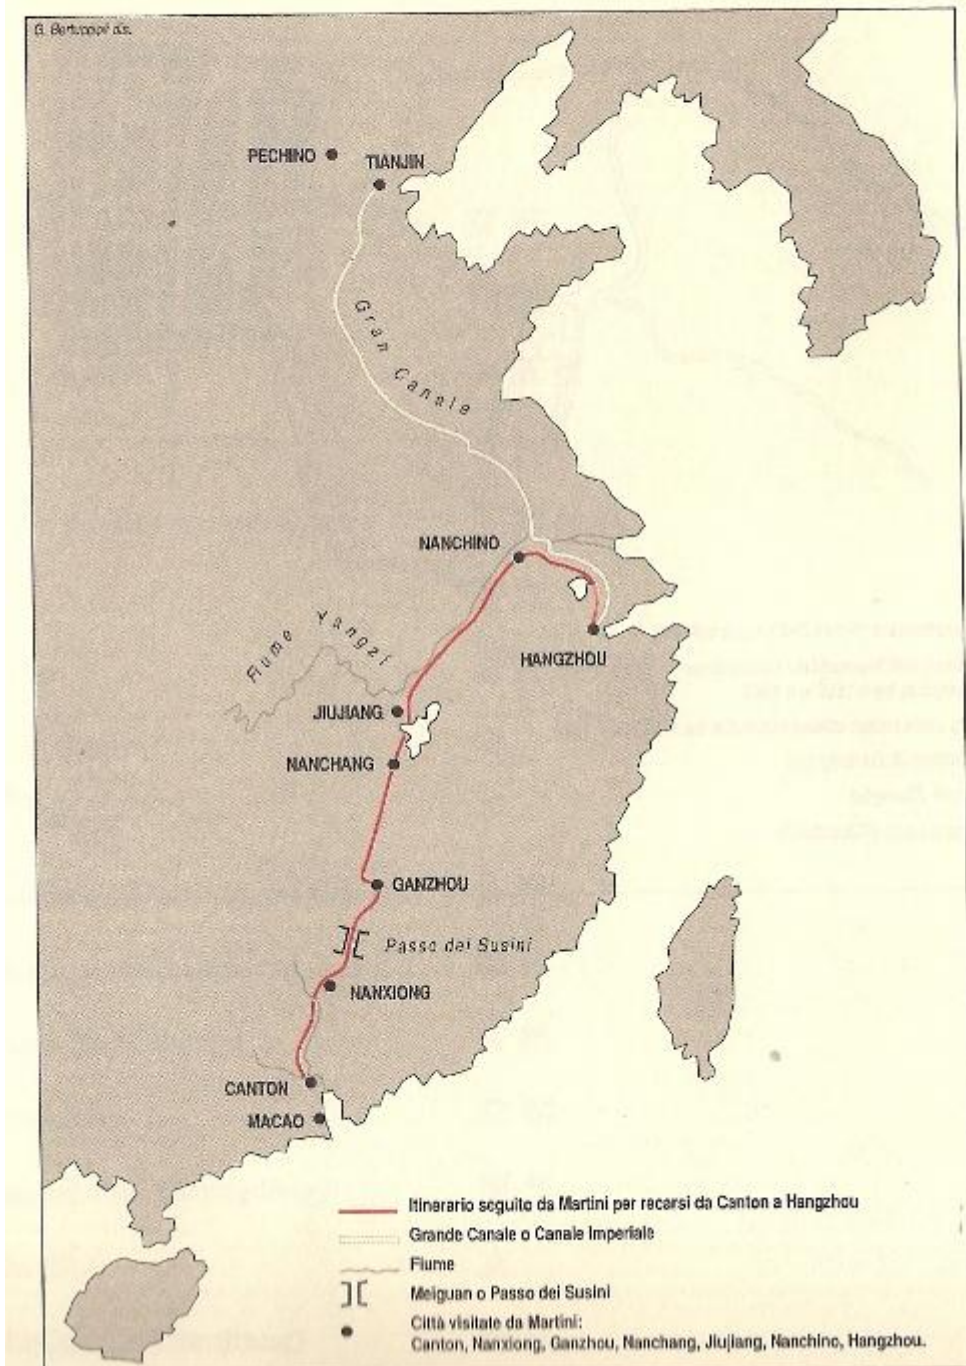 G. Bertuccioli dis.
PECHINO
TIANJIN
Gran Canale
NANCHINO
Fiume Yangzi
HANGZHOU
JIUJIANG
NANCHANG
GANZHOU
Passo dei Susini
NANXIONG
CANTON
MACAO
Itinerario seguito da Martini per recarsi da Canton a Hangzhou
Grande Canale o Canale Imperiale
Fiume
Meiguan o Passo dei Susini
Città visitate da Martini:
Canton, Nanxiong, Ganzhou, Nanchang, Jiujiang, Nanchino, Hangzhou.